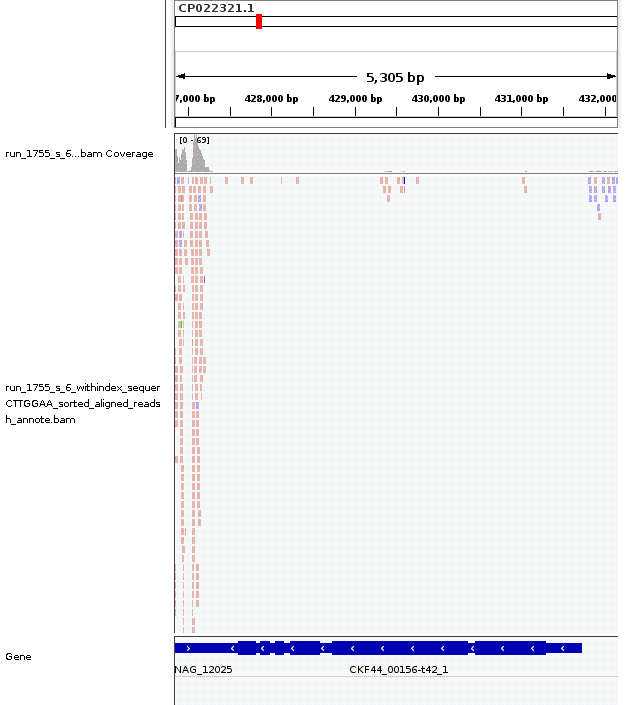 CP022321.1
5,305 bp
7,000 bp 428,000 bp 429,000 bp 430,000 bp 431,000 bp 432,000
[0 - 69]
run_1755_s_6...bam Coverage
run_1755_s_6_withindex_sequer
CTTGGAA_sorted_aligned_reads
h_annote.bam
Gene
NAG_12025 CKF44_00156-t42_1